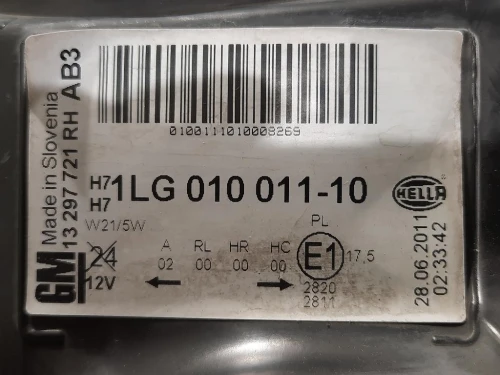 GM
Made in Slovenia
13 297 721 RH AB3
0100111010009269
H7 1LG 010 011-10
H7
W21/5W
PL
A RL HR HC E1 17,5
24 02 00 00 00
12V
2820
2811
HELLA
28.06.2011
02:33:42